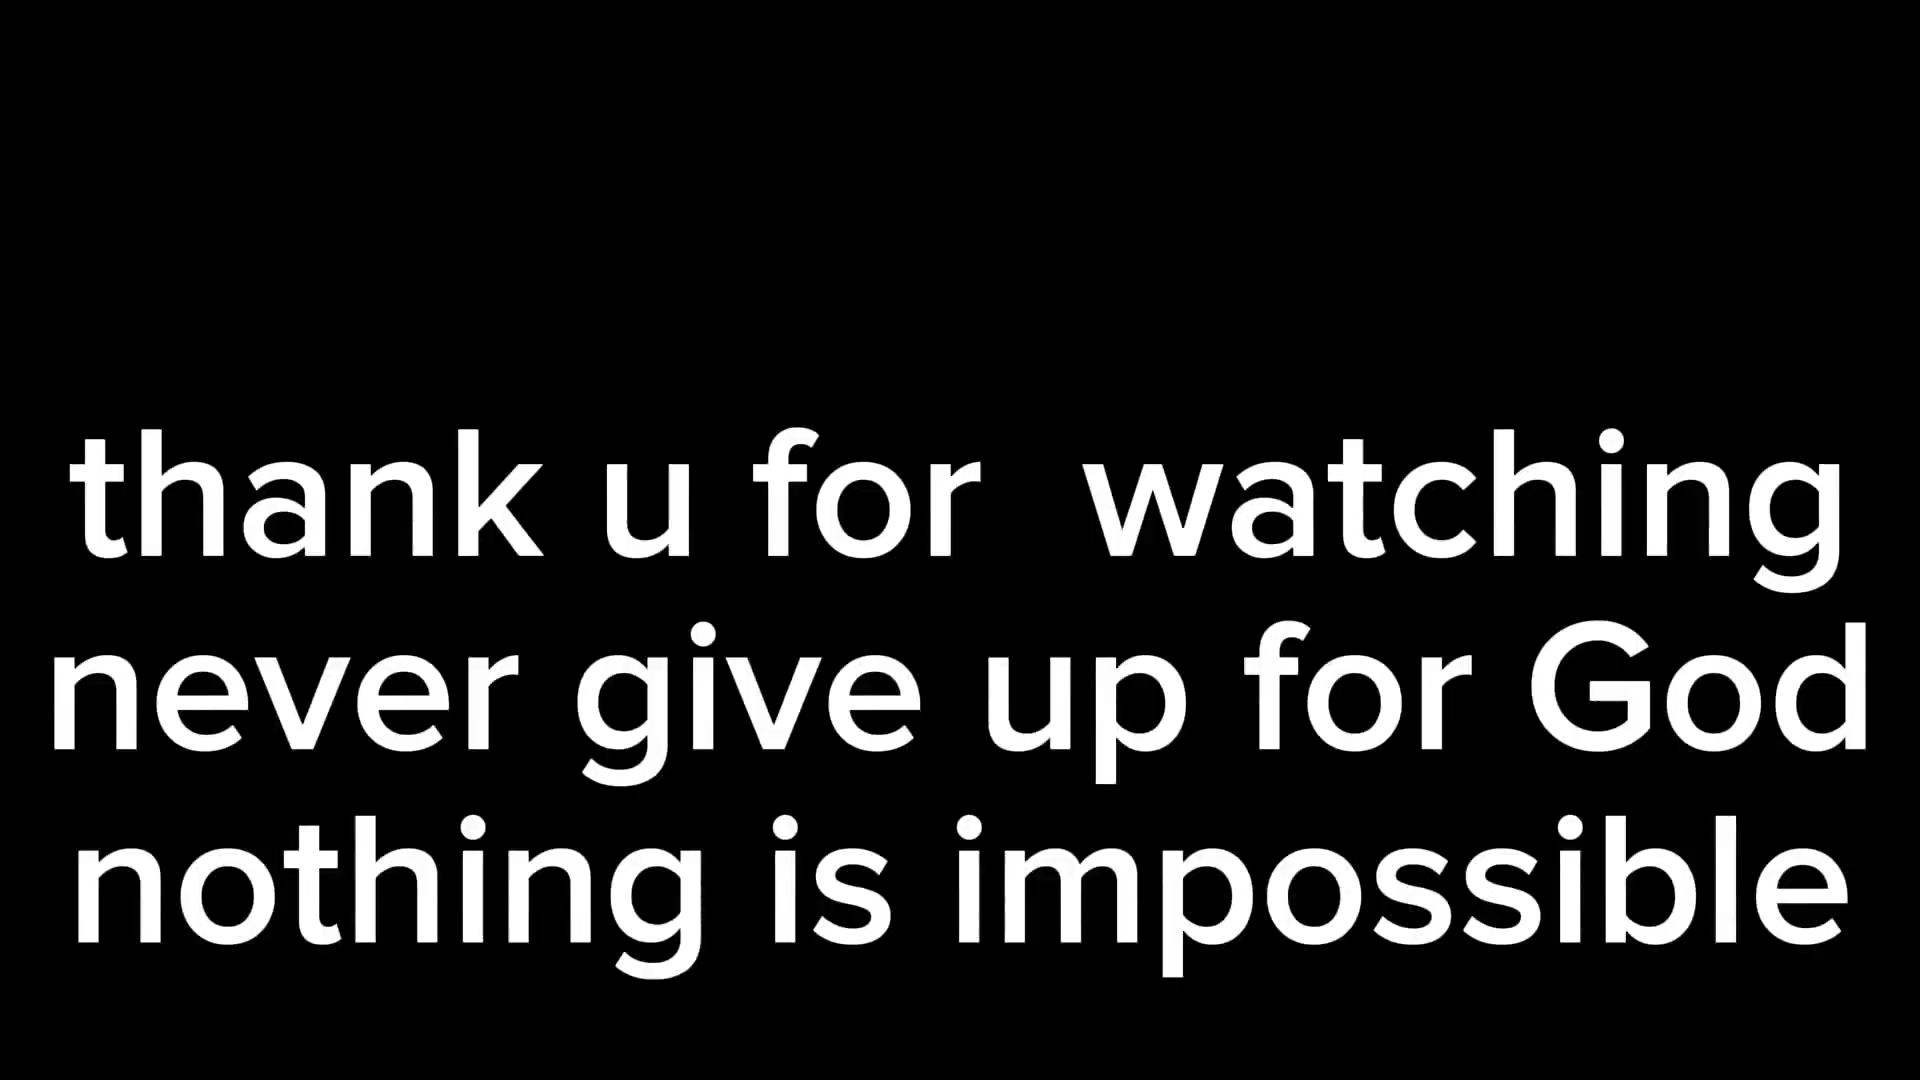 thank u for  watching
never give up for God
nothing is impossible